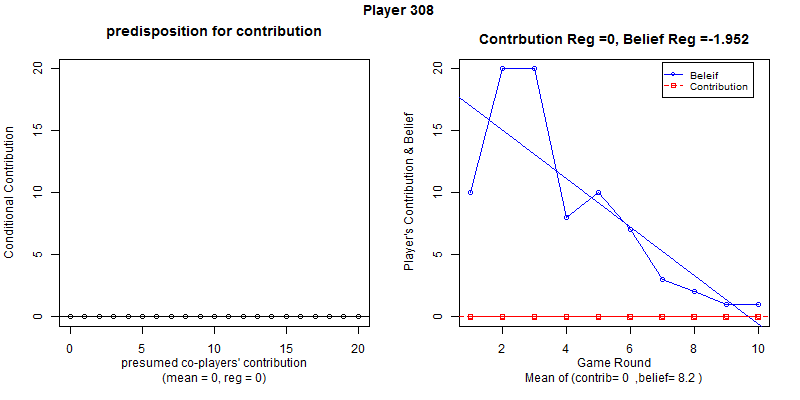 Player 308
predisposition for contribution
Conditional Contribution
20
15
10
5
0
0 5 10 15 20
presumed co-players' contribution
(mean = 0, reg = 0)
Contrbution Reg =0, Belief Reg =-1.952
Player's Contribution & Belief
20
15
10
5
0
Beleif
Contribution
2 4 6 8 10
Game Round
Mean of (contrib= 0 ,belief= 8.2 )